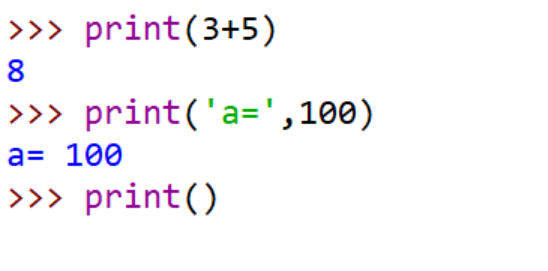 >>> print(3+5)
8
>>> print('a=',100)
a= 100
>>> print()